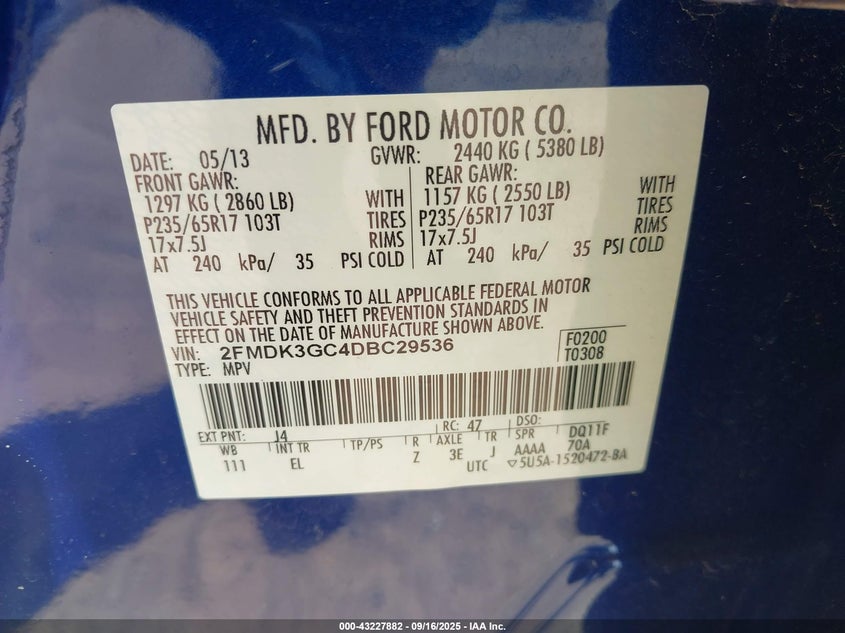 MFD. BY FORD MOTOR CO.
DATE: 05/13 GVWR: 2440 KG ( 5380 LB)
FRONT GAWR: REAR GAWR:
1297 KG ( 2860 LB) WITH 1157 KG ( 2550 LB) WITH
P235/65R17 103T TIRES P235/65R17 103T TIRES
17x7.5J RIMS 17x7.5J RIMS
AT 240 kPa/ 35 PSI COLD AT 240 kPa/ 35 PSI COLD
THIS VEHICLE CONFORMS TO ALL APPLICABLE FEDERAL MOTOR
VEHICLE SAFETY AND THEFT PREVENTION STANDARDS IN
EFFECT ON THE DATE OF MANUFACTURE SHOWN ABOVE.
VIN: 2FMDK3GC4DBC29536 F0200
TYPE: MPV T0308
EXT PNT: J4 RC: 47 DSO:
WB INT TR TP/PS R AXLE TR SPR DQ11F
111 EL Z 3E J AAAA 70A
UTC ▽5U5A-1520472-BA
000-43227882 - 09/16/2025 - IAA Inc.